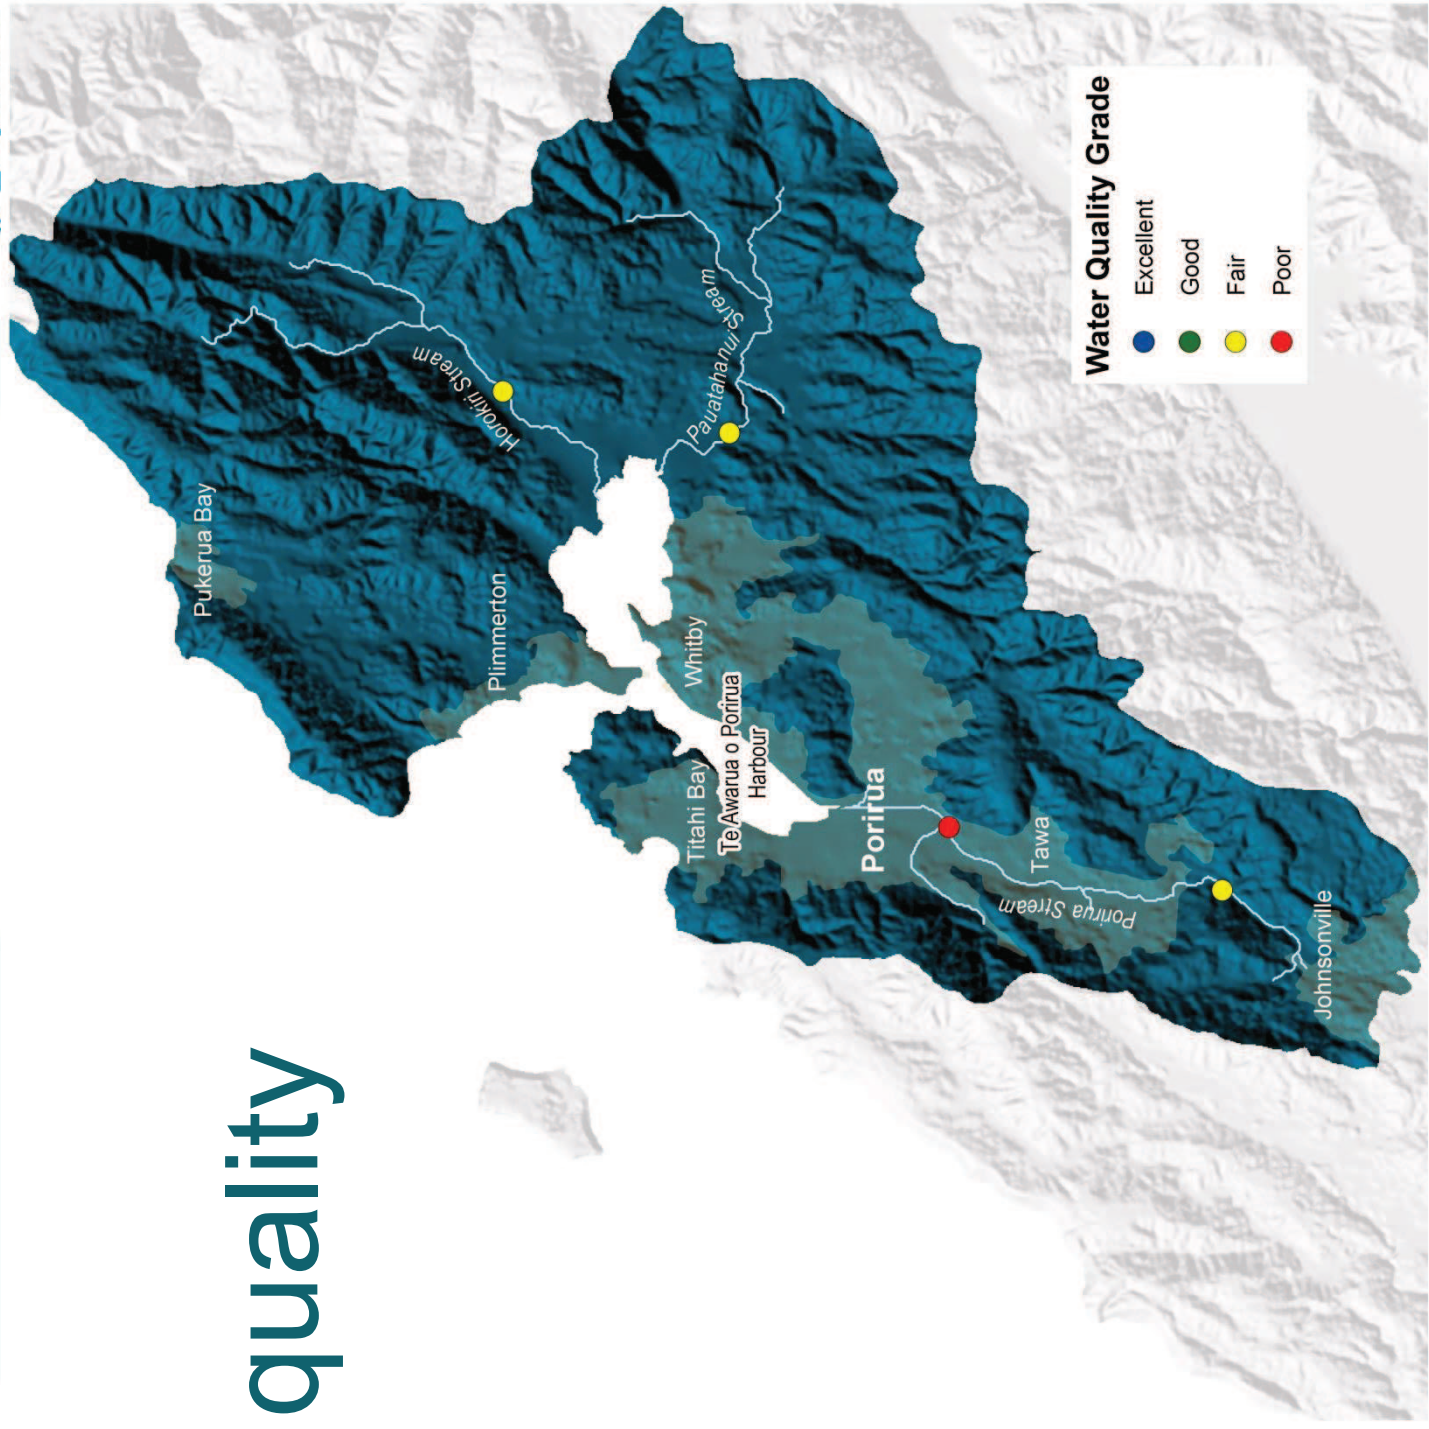 quality
Pukerua Bay
Plimmerton
Horokiri Stream
Pauatahanui Stream
Whitby
Titahi Bay
Te Awarua o Porirua
Harbour
Porirua
Tawa
Porirua Stream
Johnsonville
Water Quality Grade
Excellent
Good
Fair
Poor